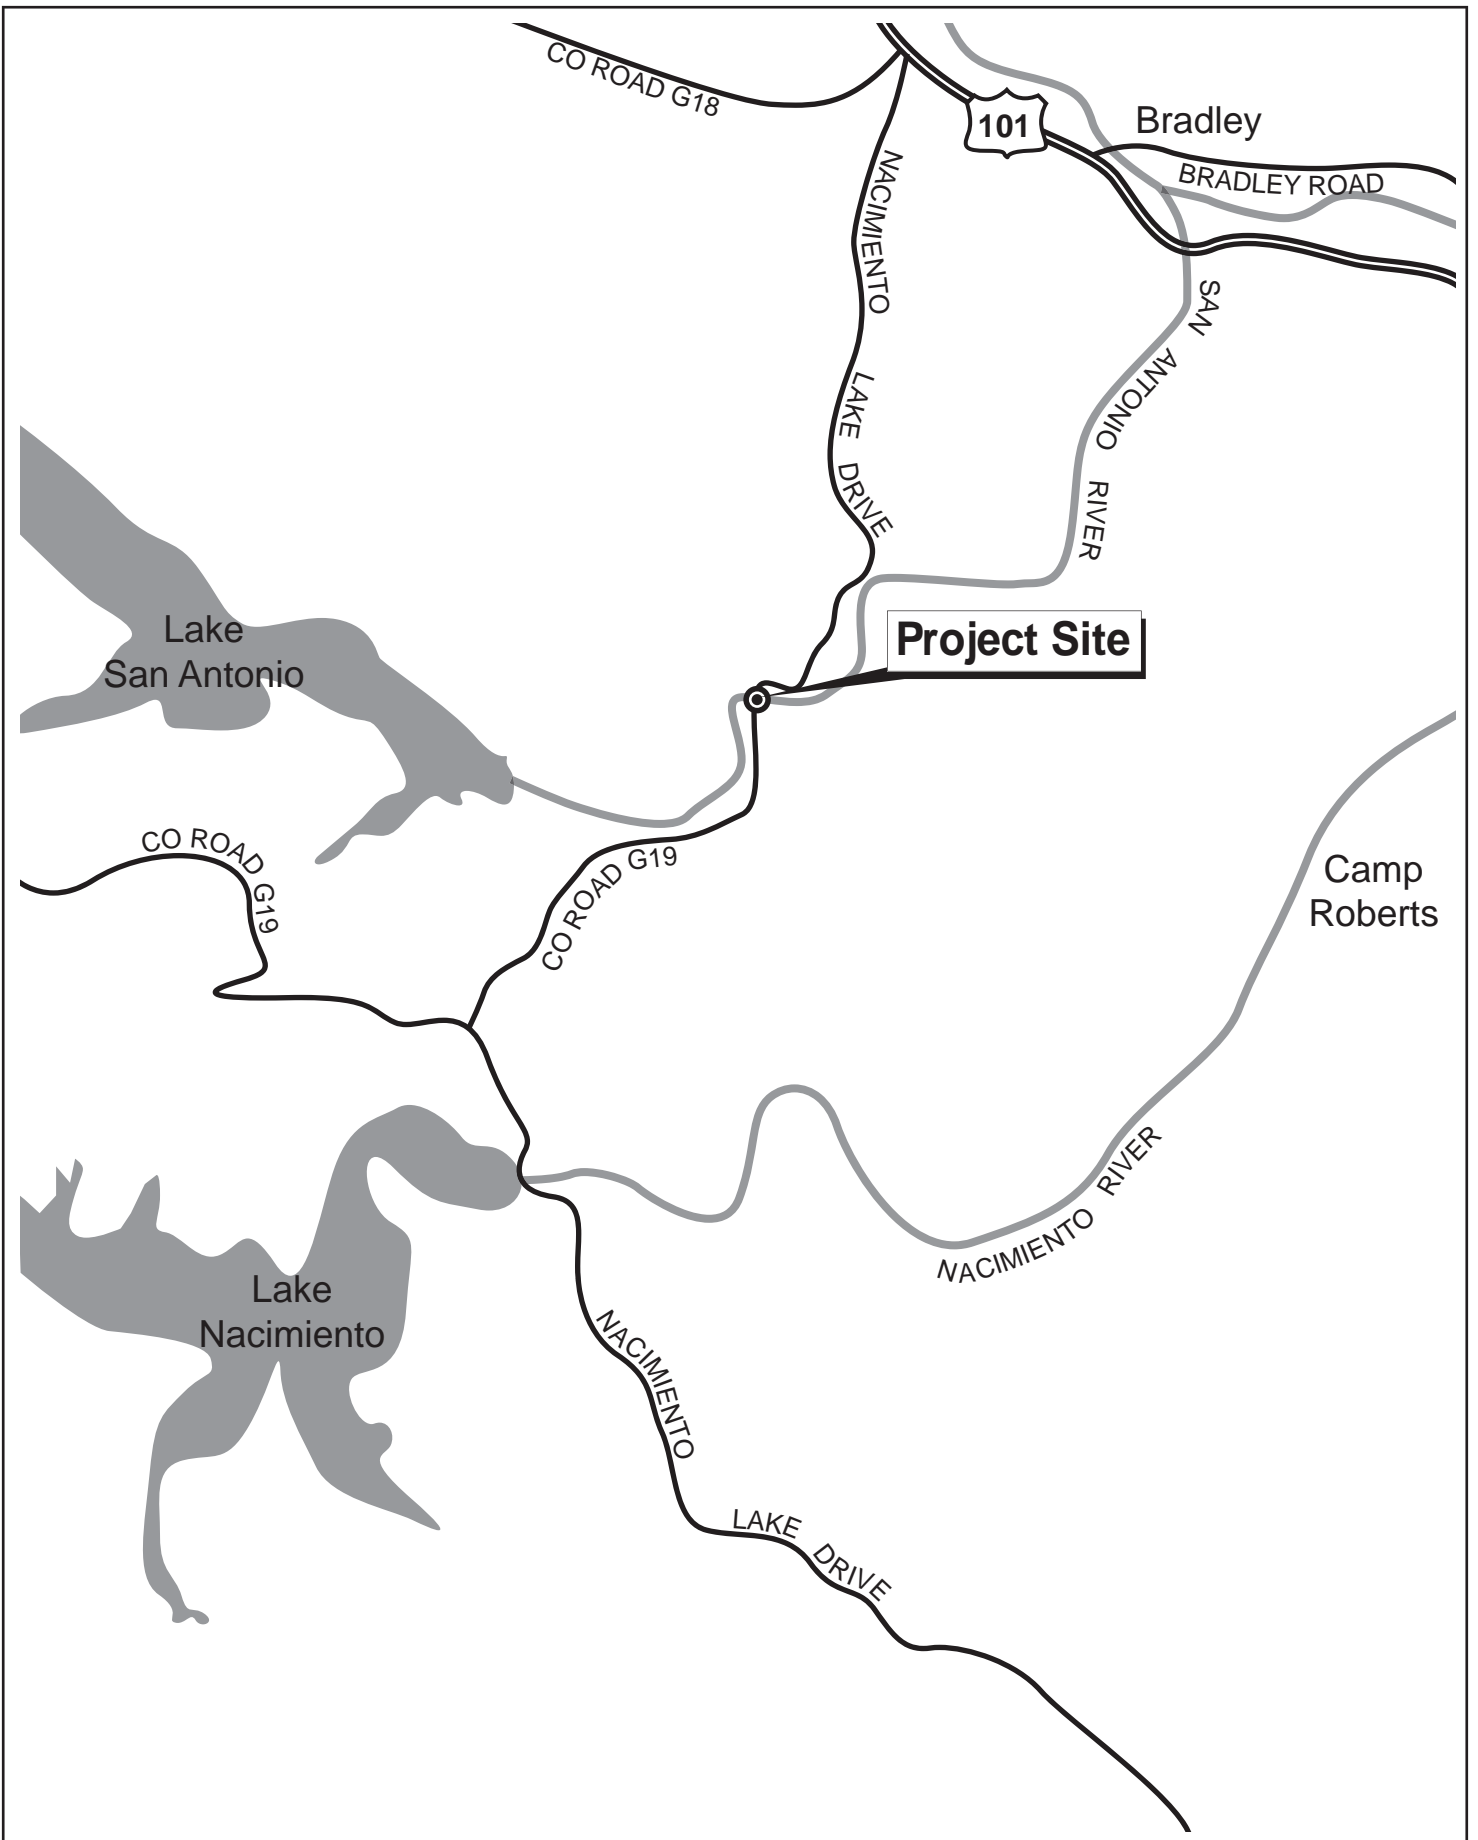 CO ROAD G18
101
Bradley
BRADLEY ROAD
NACIMIENTO LAKE DRIVE
SAN ANTONIO RIVER
Lake
San Antonio
Project Site
CO ROAD G19
CO ROAD G19
Camp
Roberts
NACIMIENTO RIVER
Lake
Nacimiento
NACIMIENTO LAKE DRIVE